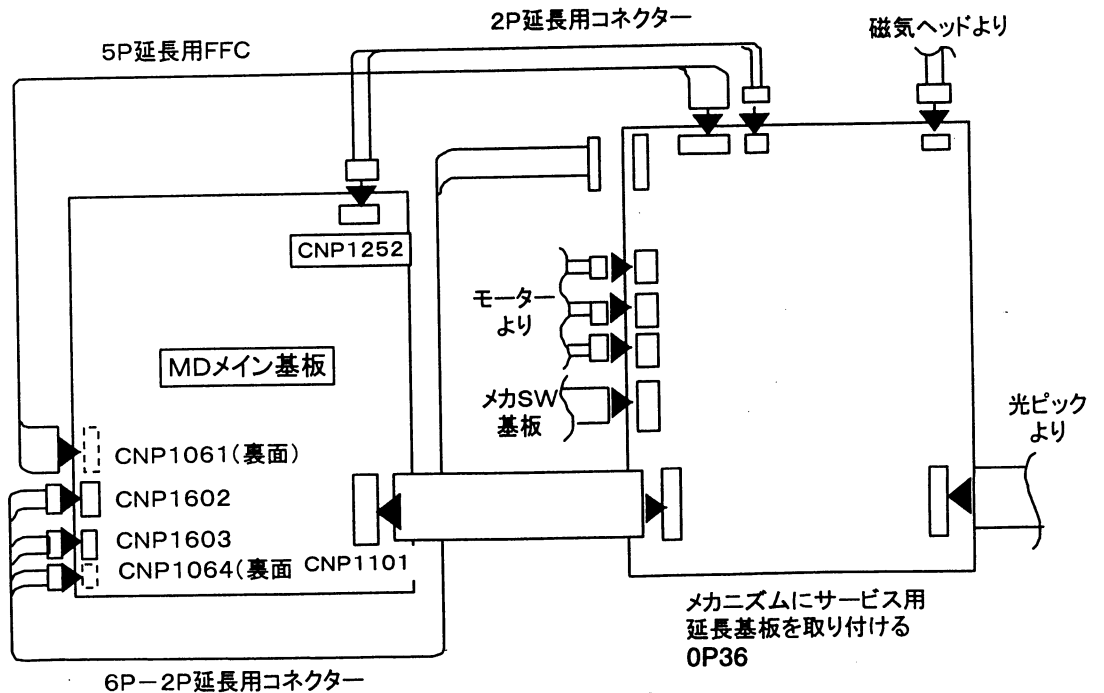 2P延長用コネクター
磁気ヘッドより
5P延長用FFC
CNP1252
MDメイン基板
モーター
より
メカSW
基板
光ピック
より
CNP1061(裏面)
CNP1602
CNP1603
CNP1064(裏面
CNP1101
メカニズムにサービス用
延長基板を取り付ける
0P36
6P−2P延長用コネクター